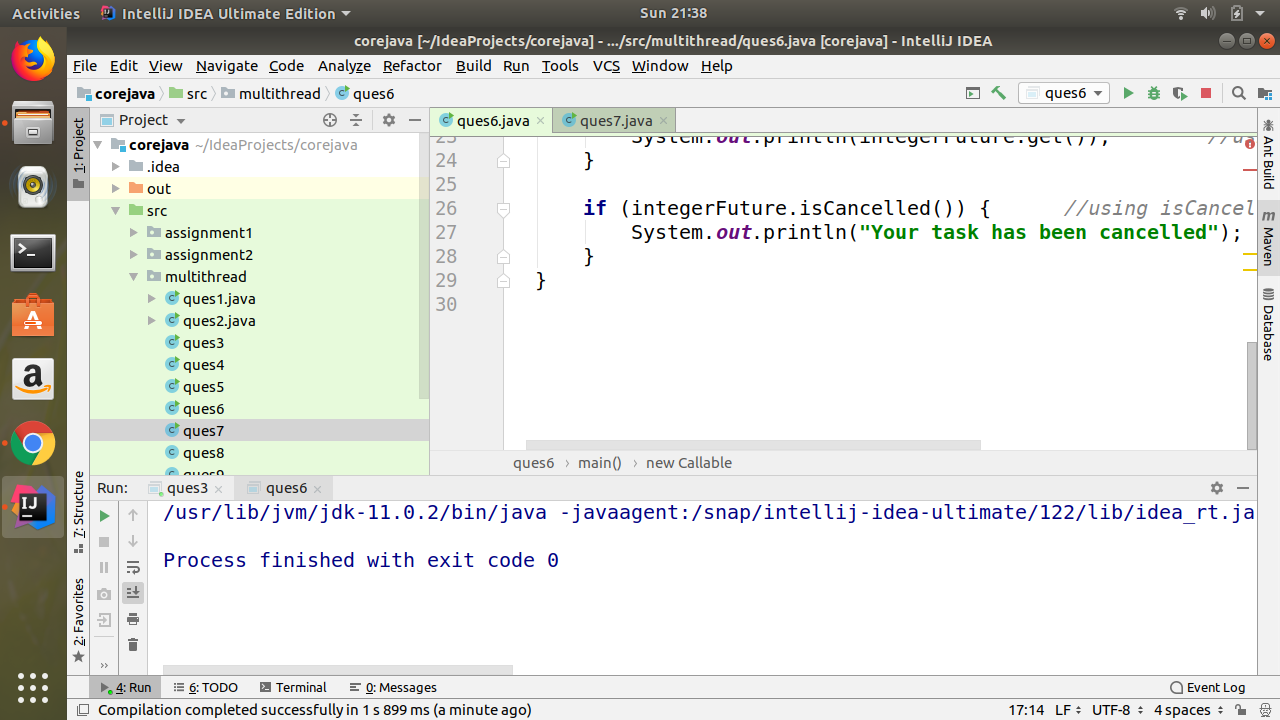 Activities IntelliJ IDEA Ultimate Edition Sun 21:38
corejava [~/IdeaProjects/corejava] - .../src/multithread/ques6.java [corejava] - IntelliJ IDEA
File Edit View Navigate Code Analyze Refactor Build Run Tools VCS Window Help
corejava src multithread ques6 ques6
Project ques6.java ques7.java
1: Project
corejava ~/IdeaProjects/corejava
.idea
out
src
assignment1
assignment2
multithread
ques1.java
ques2.java
ques3
ques4
ques5
ques6
ques7
ques8
ques9
23 System.out.println(integerFuture.get()); //us
24 }
25
26 if (integerFuture.isCancelled()) { //using isCancel
27 System.out.println("Your task has been cancelled");
28 }
29 }
30
ques6 › main() › new Callable
Ant Build
m Maven
Database
7: Structure
2: Favorites
Run: ques3 ques6
/usr/lib/jvm/jdk-11.0.2/bin/java -javaagent:/snap/intellij-idea-ultimate/122/lib/idea_rt.ja
Process finished with exit code 0
4: Run 6: TODO Terminal 0: Messages Event Log
Compilation completed successfully in 1 s 899 ms (a minute ago) 17:14 LF UTF-8 4 spaces